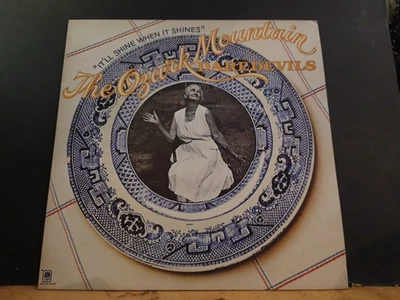 "IT'LL SHINE WHEN IT SHINES"
The Ozark Mountain
DAREDEVILS
A&M